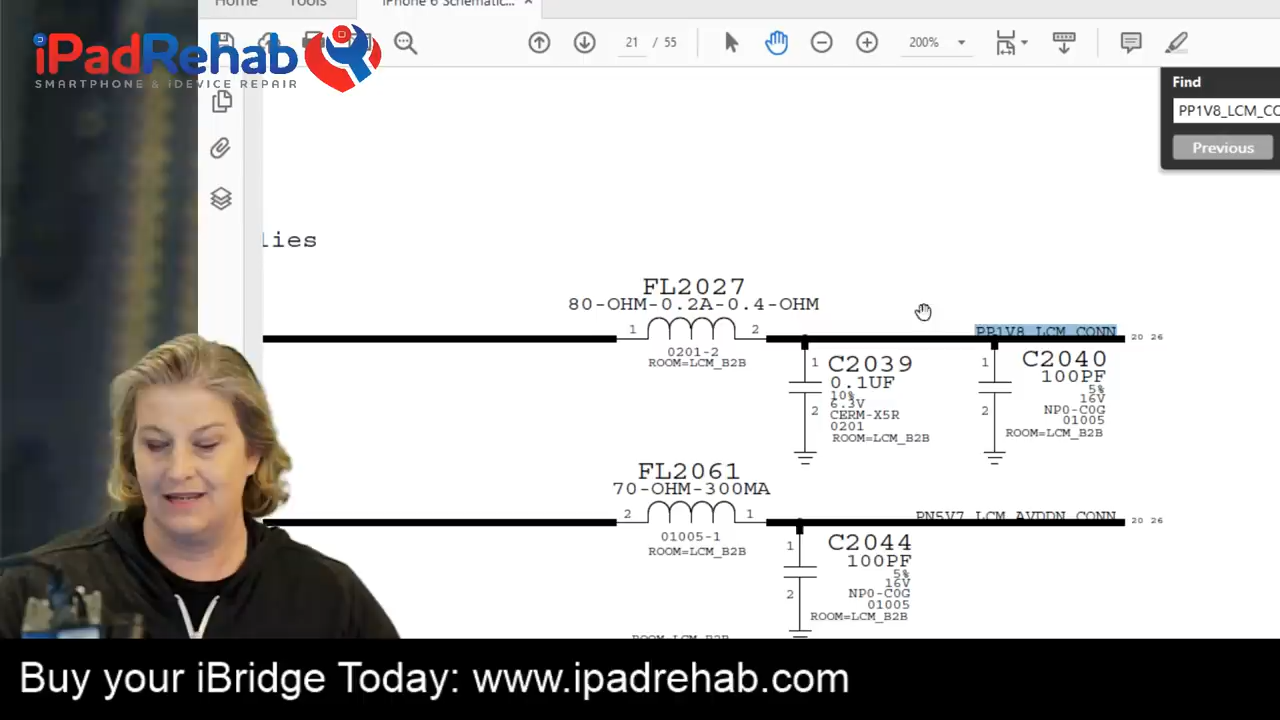 Home
Tools
iPhone 6 Schematic...
iPadRehab
SMARTPHONE & iDEVICE REPAIR
21 / 55
200%
Find
PP1V8_LCM_CO
Previous
lies
FL2027
80-OHM-0.2A-0.4-OHM
1
2
0201-2
ROOM=LCM_B2B
PP1V8_LCM_CONN
20 26
1
C2039
0.1UF
10%
6.3V
CERM-X5R
0201
ROOM=LCM_B2B
2
1
C2040
100PF
5%
16V
NP0-C0G
01005
ROOM=LCM_B2B
2
FL2061
70-OHM-300MA
2
1
01005-1
ROOM=LCM_B2B
PN5V7_LCM_AVDDN_CONN
20 26
1
C2044
100PF
5%
16V
NP0-C0G
01005
ROOM=LCM_B2B
2
ROOM=LCM_B2B
Buy your iBridge Today: www.ipadrehab.com